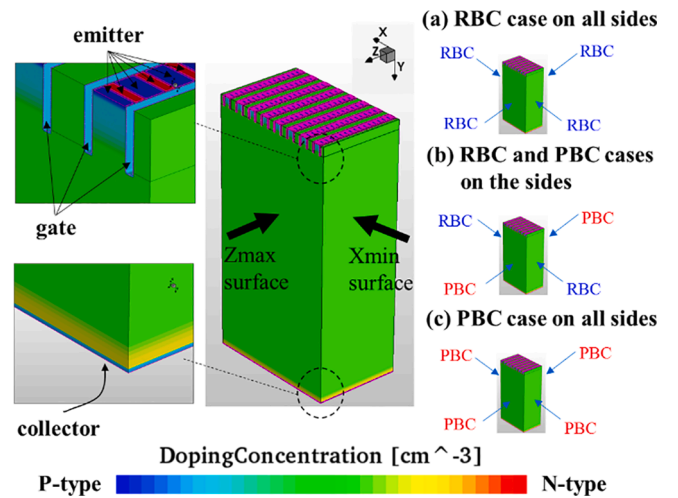 emitter
gate
collector
X
Z
Y
Zmax
surface
Xmin
surface
(a) RBC case on all sides
RBC
RBC
RBC
RBC
(b) RBC and PBC cases
on the sides
RBC
PBC
PBC
RBC
(c) PBC case on all sides
PBC
PBC
PBC
PBC
DopingConcentration [cm^-3]
P-type
N-type